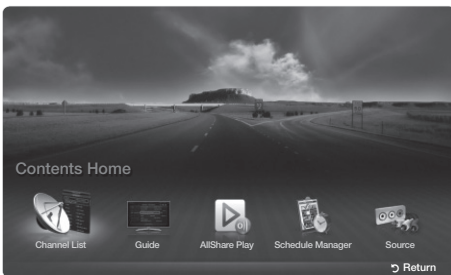 Contents Home
Channel List Guide AllShare Play Schedule Manager Source
Return